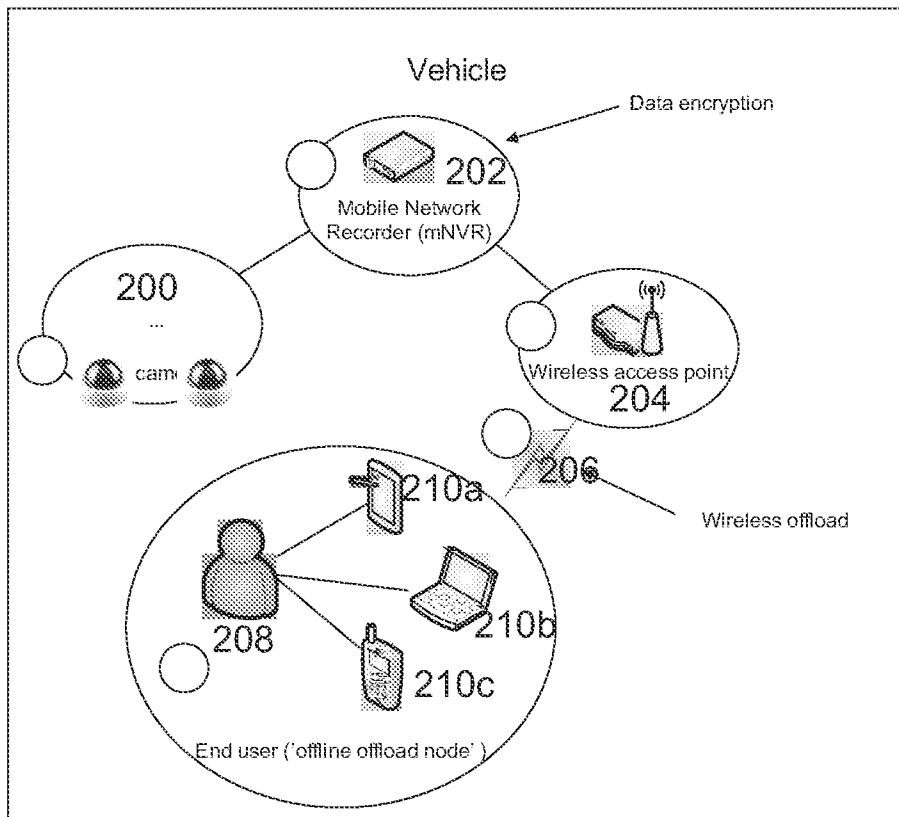 Vehicle
Data encryption
202
Mobile Network
Recorder (mNVR)
200
...
Wireless access point
204
206
Wireless offload
210a
208
210b
210c
End user ('offline offload node' )